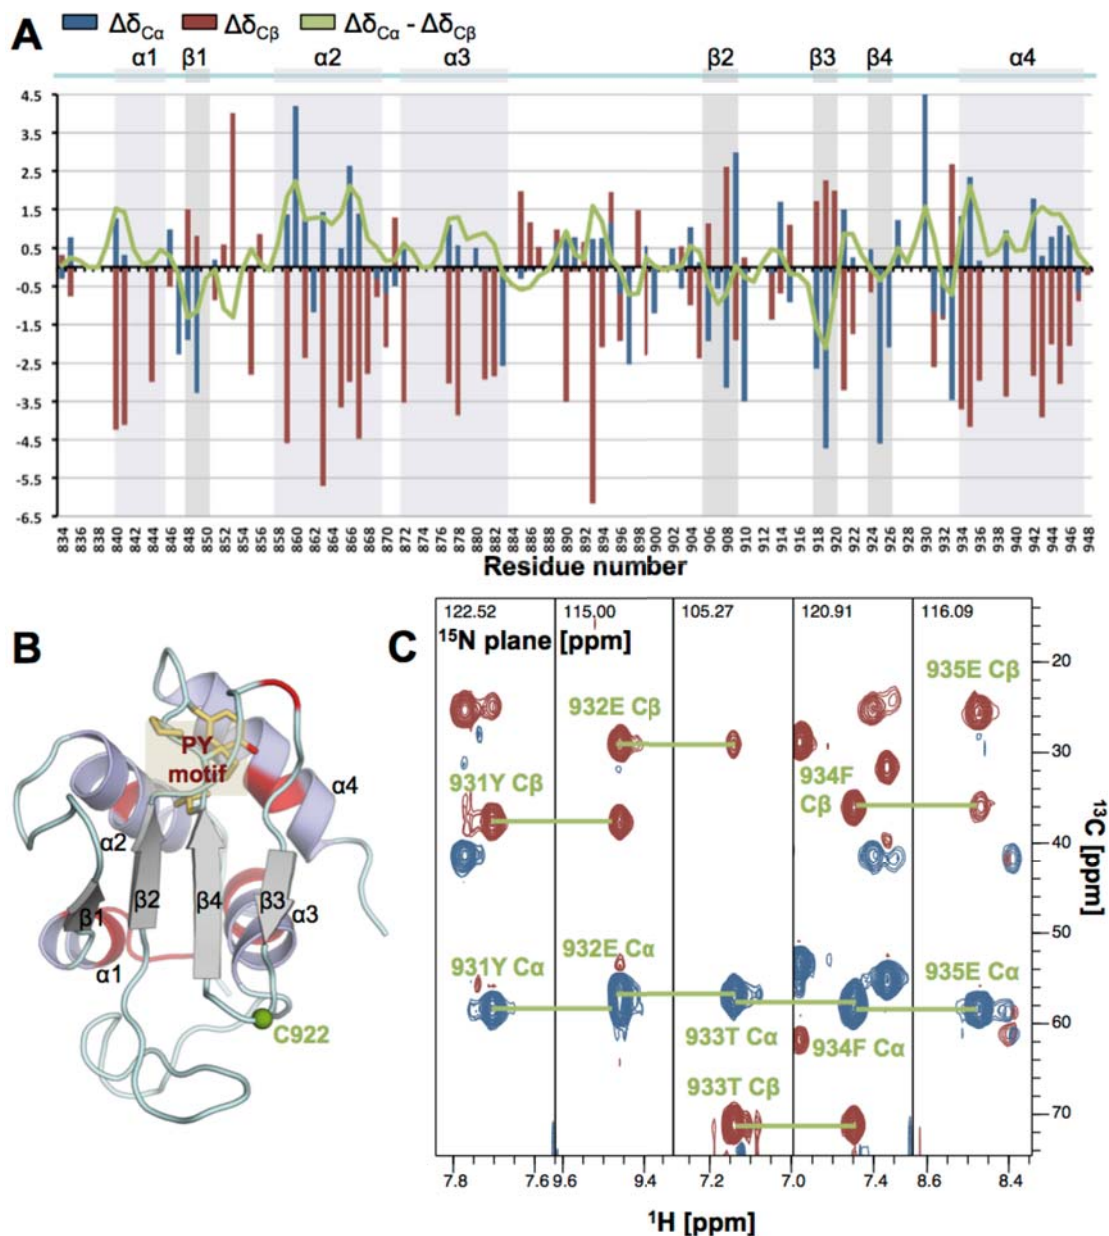 A
ΔδCα ΔδCβ ΔδCα - ΔδCβ
α1 β1 α2 α3 β2 β3 β4 α4
4.5
3.5
2.5
1.5
0.5
-0.5
-1.5
-2.5
-3.5
-4.5
-5.5
-6.5
834 836 838 840 842 844 846 848 850 852 854 856 858 860 862 864 866 868 870 872 874 876 878 880 882 884 886 888 890 892 894 896 898 900 902 904 906 908 910 912 914 916 918 920 922 924 926 928 930 932 934 936 938 940 942 944 946 948
Residue number
B
PY
motif
α4
α2
β1 β2 β4 β3
α3
α1
C922
C
122.52 115.00 105.27 120.91 116.09
¹⁵N plane [ppm]
935E Cβ
932E Cβ
931Y Cβ
934F
Cβ
932E Cα
931Y Cα
935E Cα
933T Cα 934F Cα
933T Cβ
20
30
40
50
60
70
¹³C [ppm]
7.8 7.6 9.6 9.4 7.2 7.0 7.4 8.6 8.4
¹H [ppm]